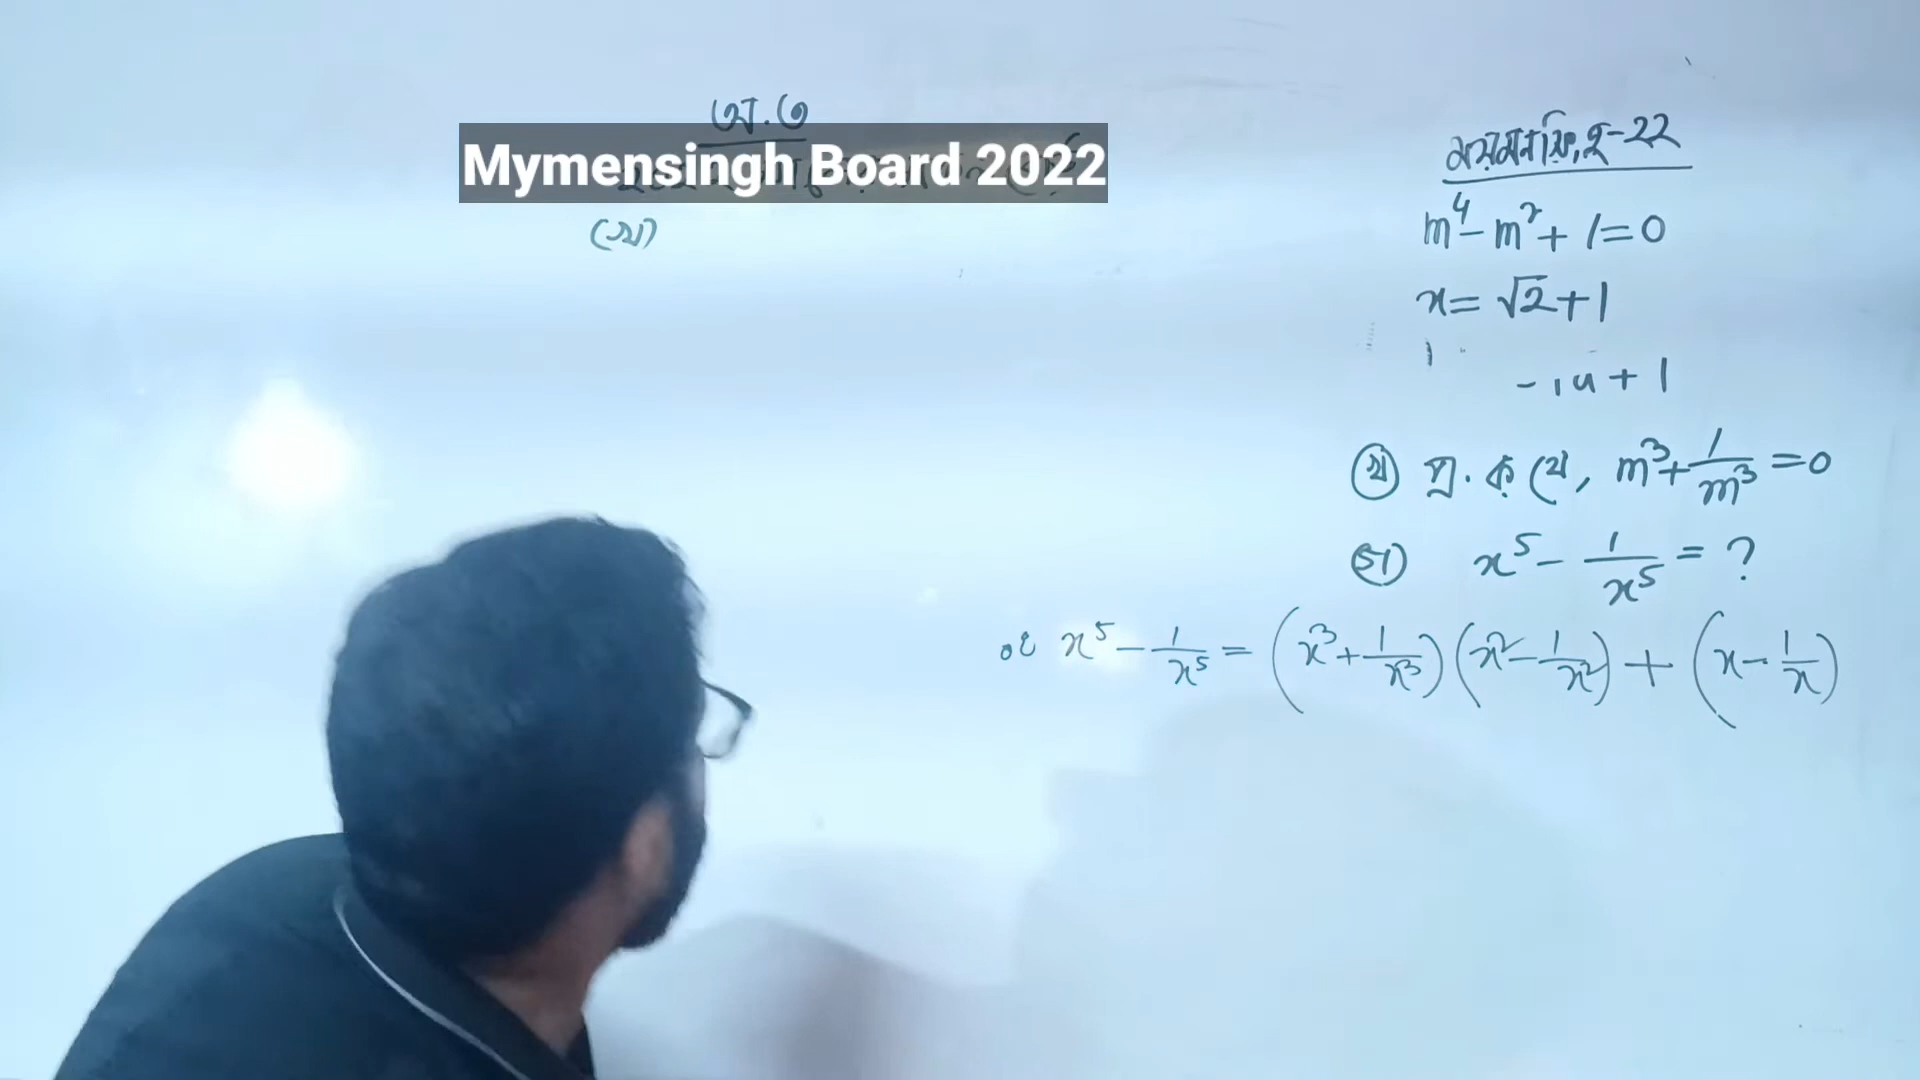 অ.৩
Mymensingh Board 2022
(খ)
ময়মনসিংহ-22
m⁴-m²+1=0
x=√2+1
+1
(খ) প্র. ক যে, m³+1/m³=0
(গ) x⁵-1/x⁵=?
x⁵-1/x⁵=(x³+1/x³)(x²-1/x²)+(x-1/x)